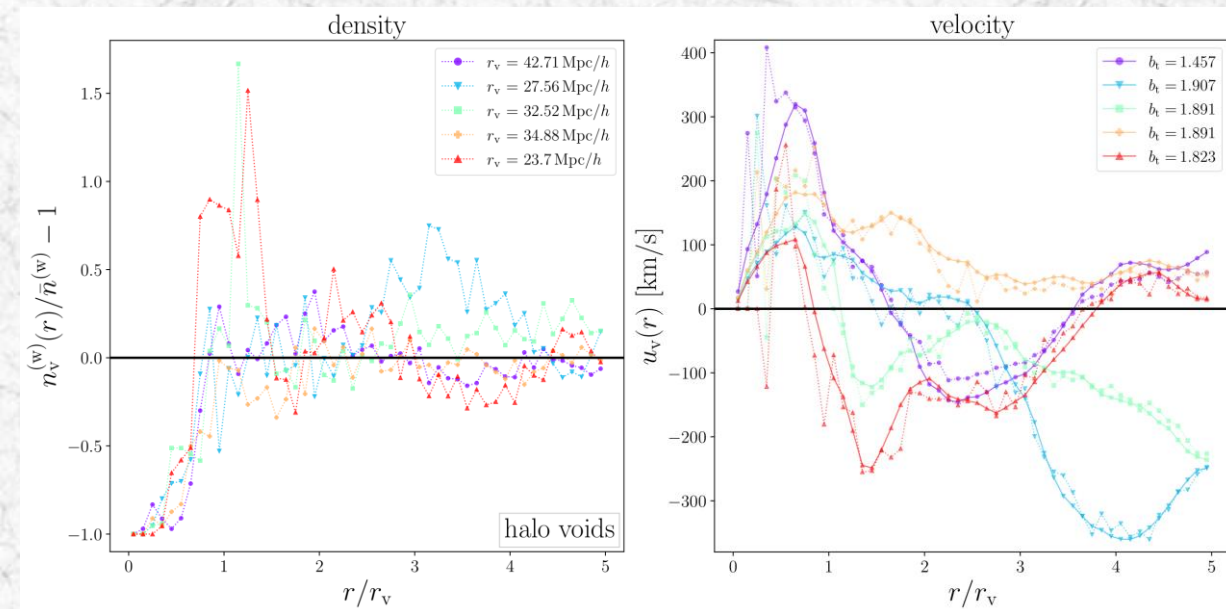 density
1.5
1.0
0.5
0.0
−0.5
−1.0
n_v^(w)(r)/n̄^(w) − 1
r_v = 42.71 Mpc/h
r_v = 27.56 Mpc/h
r_v = 32.52 Mpc/h
r_v = 34.88 Mpc/h
r_v = 23.7 Mpc/h
halo voids
0 1 2 3 4 5
r/r_v
velocity
400
300
200
100
0
−100
−200
−300
u_v(r) [km/s]
b_t = 1.457
b_t = 1.907
b_t = 1.891
b_t = 1.891
b_t = 1.823
0 1 2 3 4 5
r/r_v